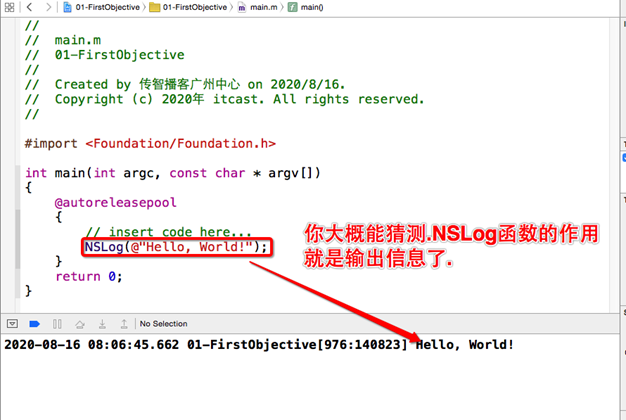 01-FirstObjective 01-FirstObjective main.m main()
//
// main.m
// 01-FirstObjective
//
// Created by 传智播客广州中心 on 2020/8/16.
// Copyright (c) 2020年 itcast. All rights reserved.
//
#import <Foundation/Foundation.h>
int main(int argc, const char * argv[])
{
@autoreleasepool
{
// insert code here...
NSLog(@"Hello, World!");
你大概能猜测.NSLog函数的作用
就是输出信息了.
}
return 0;
}
No Selection
2020-08-16 08:06:45.662 01-FirstObjective[976:140823] Hello, World!